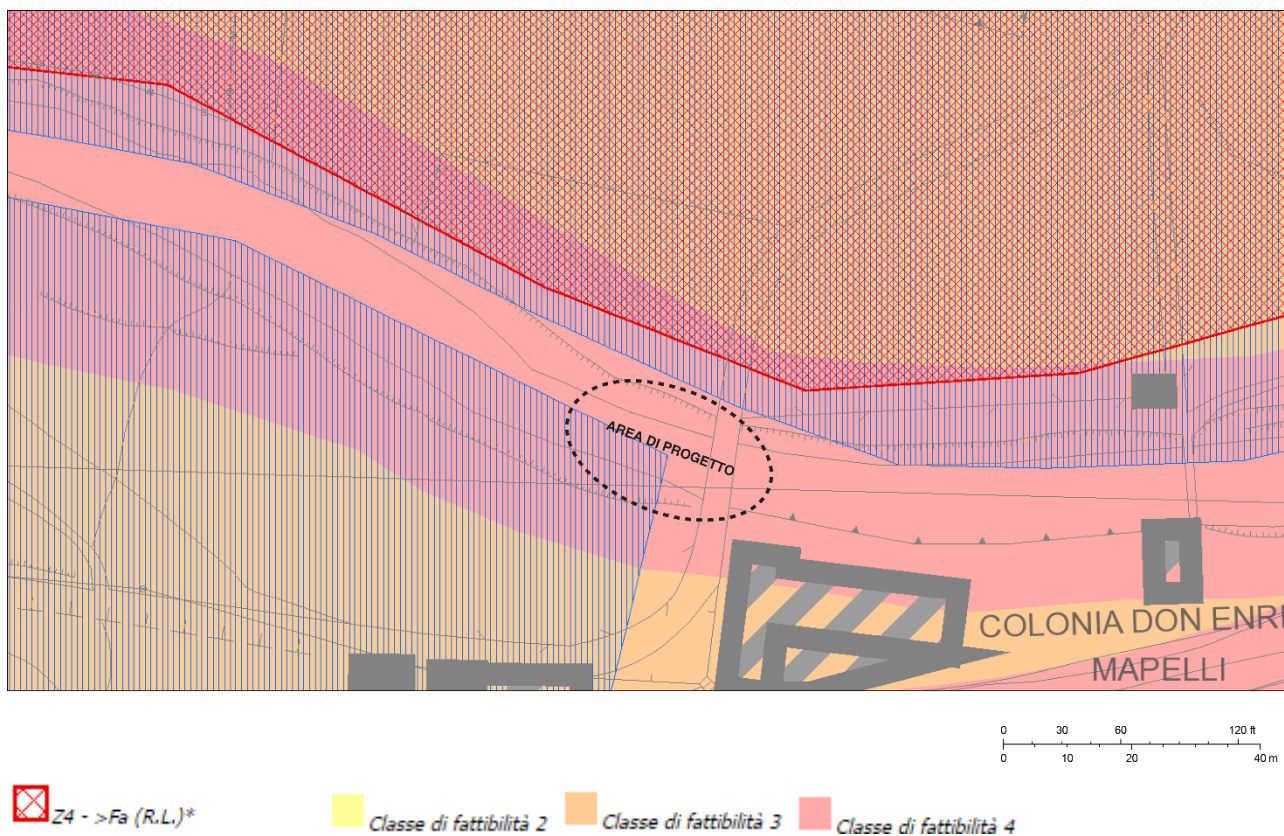 AREA DI PROGETTO
COLONIA DON ENRI
MAPELLI
0 30 60 120 ft
0 10 20 40 m
Z4 - >Fa (R.L.)*
Classe di fattibilità 2
Classe di fattibilità 3
Classe di fattibilità 4